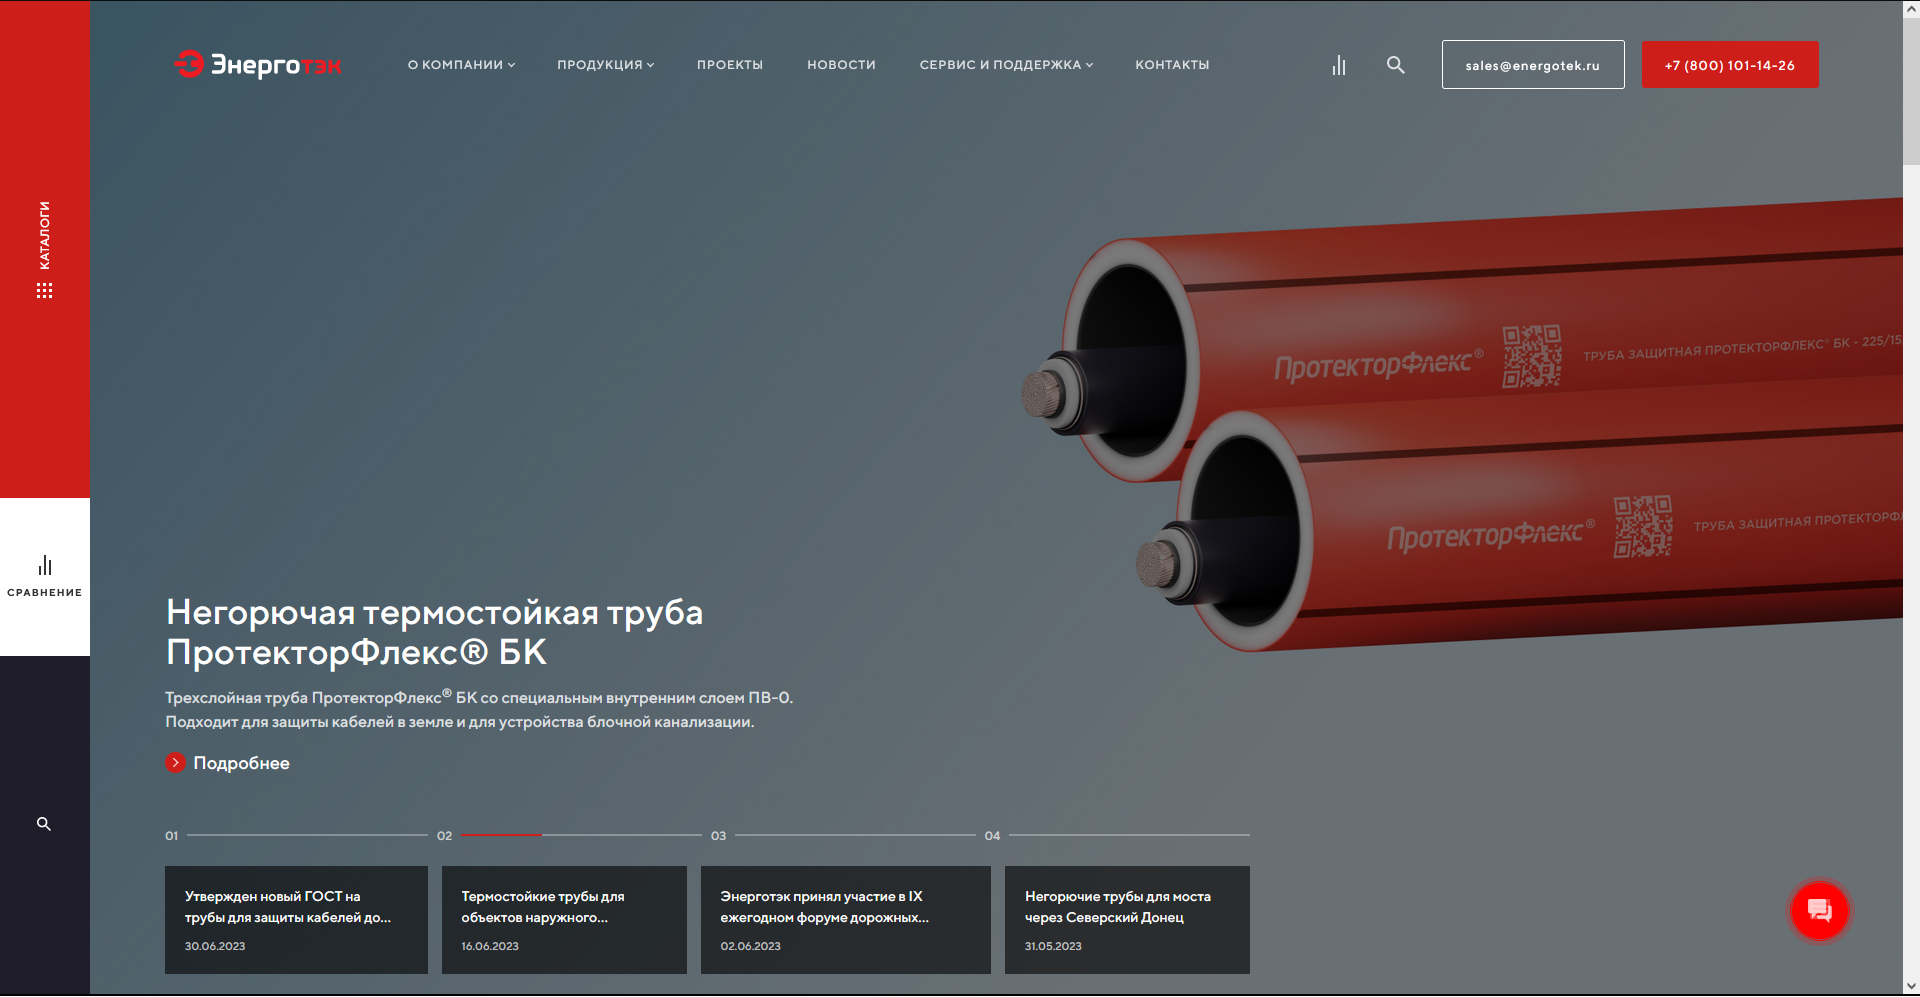 Энерготэк
О КОМПАНИИ
ПРОДУКЦИЯ
ПРОЕКТЫ
НОВОСТИ
СЕРВИС И ПОДДЕРЖКА
КОНТАКТЫ
sales@energotek.ru
+7 (800) 101-14-26
КАТАЛОГИ
СРАВНЕНИЕ
ПротекторФлекс®
ТРУБА ЗАЩИТНАЯ ПРОТЕКТОРФЛЕКС® БК - 225/15
ПротекторФлекс®
ТРУБА ЗАЩИТНАЯ
Негорючая термостойкая труба
ПротекторФлекс® БК
Трехслойная труба ПротекторФлекс® БК со специальным внутренним слоем ПВ-0.
Подходит для защиты кабелей в земле и для устройства блочной канализации.
Подробнее
01
02
03
04
Утвержден новый ГОСТ на
трубы для защиты кабелей до...
30.06.2023
Термостойкие трубы для
объектов наружного...
16.06.2023
Энерготэк принял участие в IX
ежегодном форуме дорожных...
02.06.2023
Негорючие трубы для моста
через Северский Донец
31.05.2023